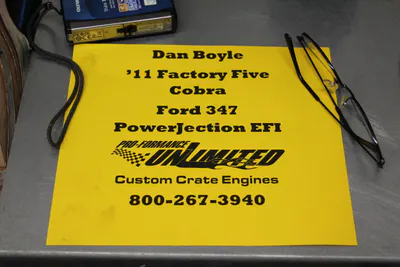 Dan Boyle
'11 Factory Five
Cobra
Ford 347
PowerJection EFI
PRO-FORMANCE
UNLIMITED
Custom Crate Engines
800-267-3940